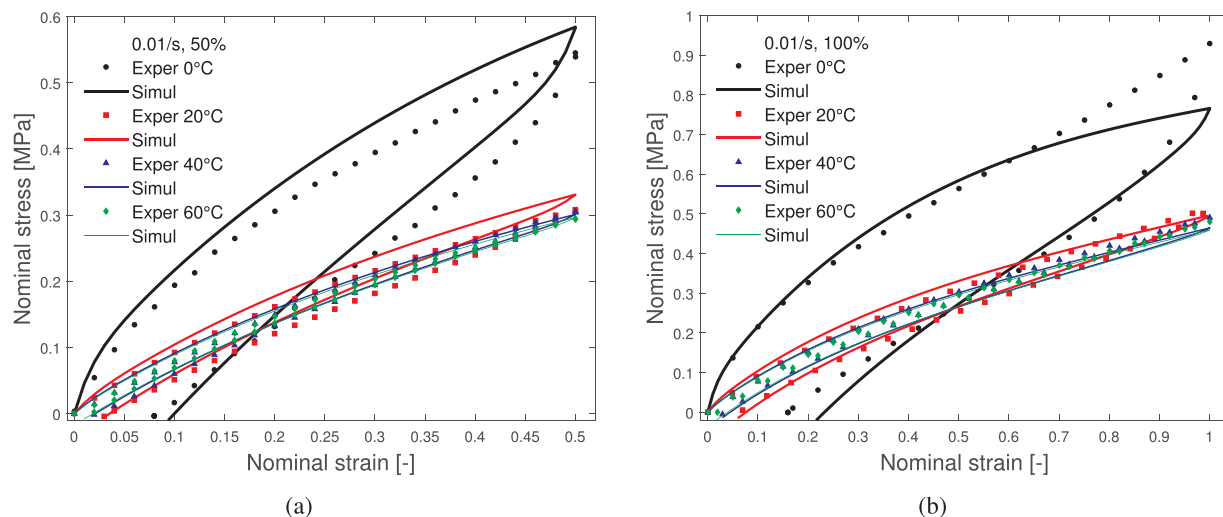 0.6
0.5
0.4
0.3
0.2
0.1
0
Nominal stress [MPa]
0.01/s, 50%
Exper 0°C
Simul
Exper 20°C
Simul
Exper 40°C
Simul
Exper 60°C
Simul
0 0.05 0.1 0.15 0.2 0.25 0.3 0.35 0.4 0.45 0.5
Nominal strain [-]
(a)
1
0.9
0.8
0.7
0.6
0.5
0.4
0.3
0.2
0.1
0
Nominal stress [MPa]
0.01/s, 100%
Exper 0°C
Simul
Exper 20°C
Simul
Exper 40°C
Simul
Exper 60°C
Simul
0 0.1 0.2 0.3 0.4 0.5 0.6 0.7 0.8 0.9 1
Nominal strain [-]
(b)